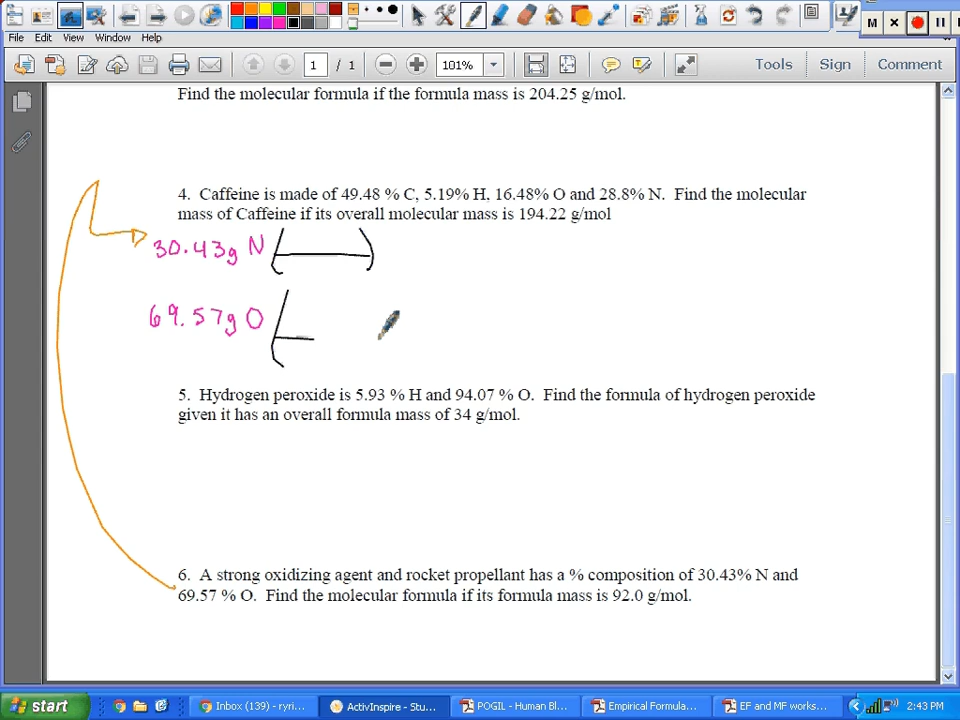 M
File Edit View Window Help
1 / 1 101% Tools Sign Comment
Find the molecular formula if the formula mass is 204.25 g/mol.
4. Caffeine is made of 49.48 % C, 5.19% H, 16.48% O and 28.8% N. Find the molecular
mass of Caffeine if its overall molecular mass is 194.22 g/mol
30.43g N
69.57g O
5. Hydrogen peroxide is 5.93 % H and 94.07 % O. Find the formula of hydrogen peroxide
given it has an overall formula mass of 34 g/mol.
6. A strong oxidizing agent and rocket propellant has a % composition of 30.43% N and
69.57 % O. Find the molecular formula if its formula mass is 92.0 g/mol.
start Inbox (139) - ryri... ActivInspire - Stu... POGIL - Human Bl... Empirical Formula... EF and MF works... 2:43 PM